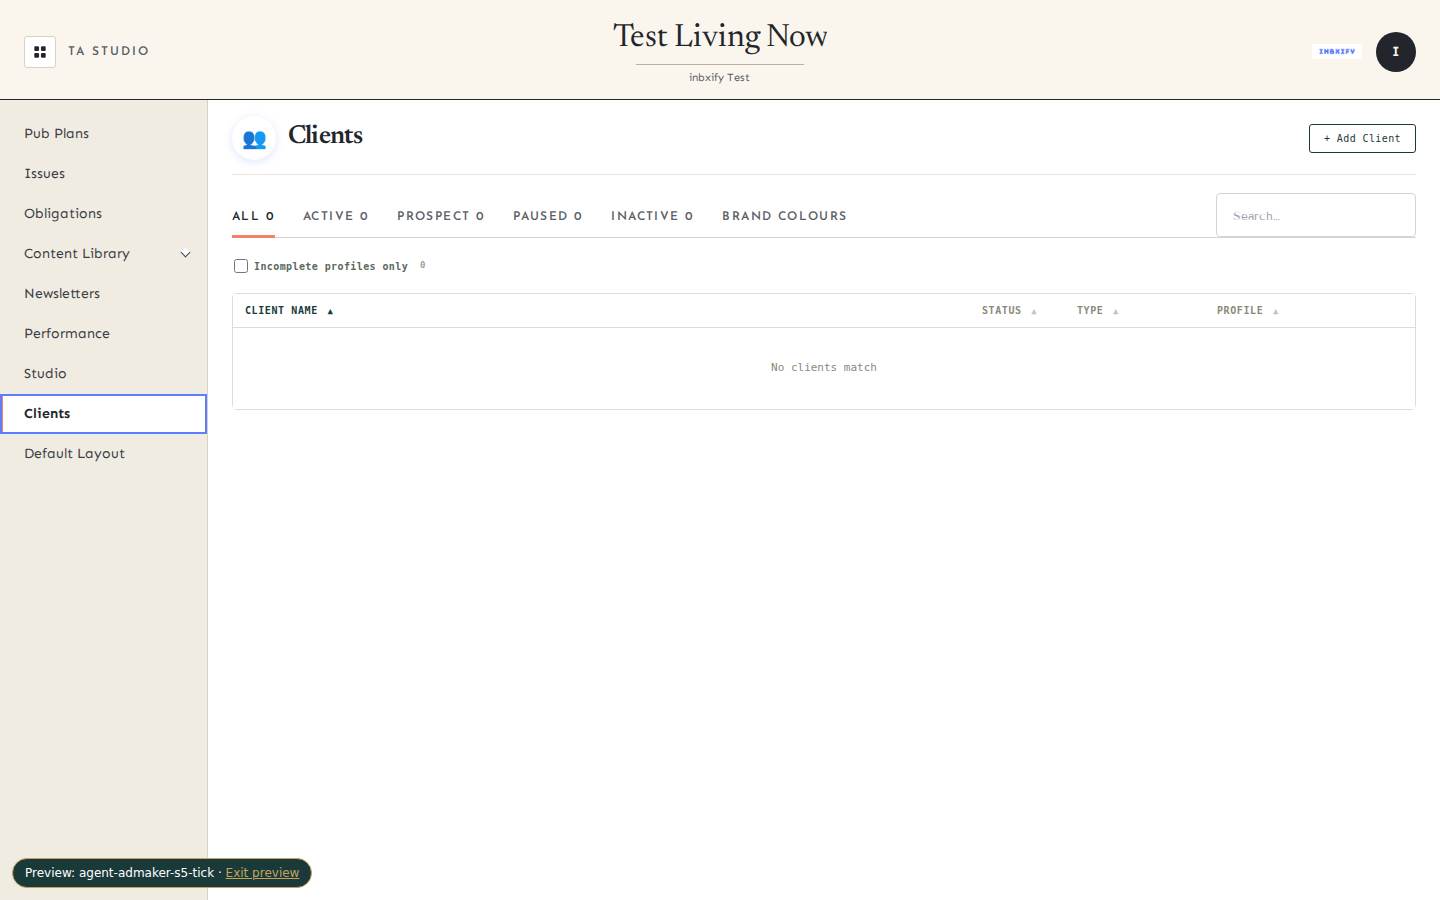 TA STUDIO
Test Living Now
inbxify Test
INBXIFY
I
Pub Plans
Issues
Obligations
Content Library
Newsletters
Performance
Studio
Clients
Default Layout
Clients
+ Add Client
ALL 0 ACTIVE 0 PROSPECT 0 PAUSED 0 INACTIVE 0 BRAND COLOURS
Search...
Incomplete profiles only 0
CLIENT NAME ▲ STATUS ▲ TYPE ▲ PROFILE ▲
No clients match
Preview: agent-admaker-s5-tick · Exit preview